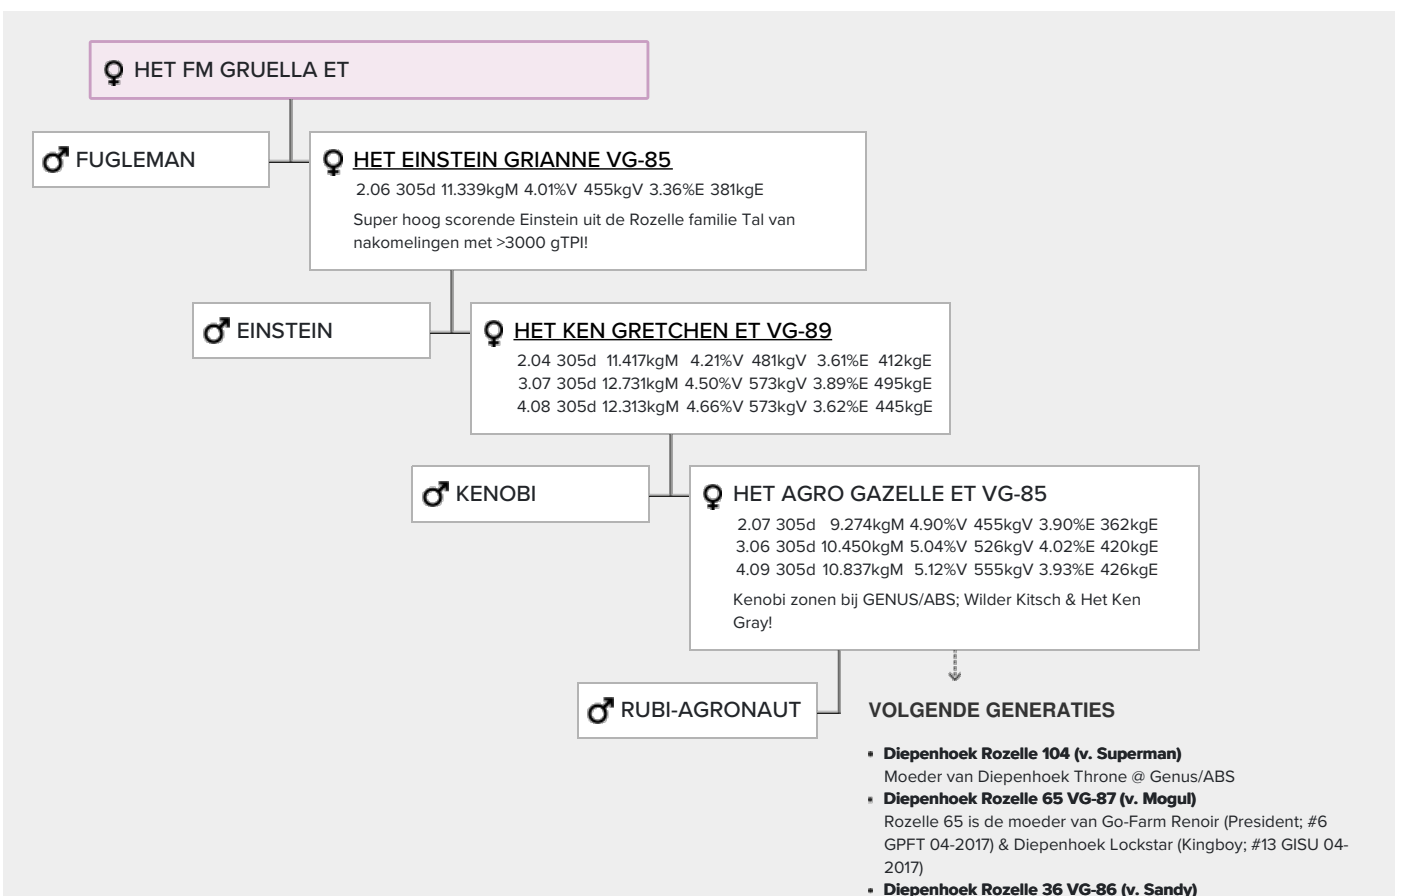 HET FM GRUELLA ET
FUGLEMAN
HET EINSTEIN GRIANNE VG-85
2.06 305d 11.339kgM 4.01%V 455kgV 3.36%E 381kgE
Super hoog scorende Einstein uit de Rozelle familie Tal van
nakomelingen met >3000 gTPI!
EINSTEIN
HET KEN GRETCHEN ET VG-89
2.04 305d 11.417kgM 4.21%V 481kgV 3.61%E 412kgE
3.07 305d 12.731kgM 4.50%V 573kgV 3.89%E 495kgE
4.08 305d 12.313kgM 4.66%V 573kgV 3.62%E 445kgE
KENOBI
HET AGRO GAZELLE ET VG-85
2.07 305d 9.274kgM 4.90%V 455kgV 3.90%E 362kgE
3.06 305d 10.450kgM 5.04%V 526kgV 4.02%E 420kgE
4.09 305d 10.837kgM 5.12%V 555kgV 3.93%E 426kgE
Kenobi zonen bij GENUS/ABS; Wilder Kitsch & Het Ken
Gray!
RUBI-AGRONAUT
VOLGENDE GENERATIES
• Diepenhoek Rozelle 104 (v. Superman)
Moeder van Diepenhoek Throne @ Genus/ABS
• Diepenhoek Rozelle 65 VG-87 (v. Mogul)
Rozelle 65 is de moeder van Go-Farm Renoir (President; #6
GPFT 04-2017) & Diepenhoek Lockstar (Kingboy; #13 GISU 04-
2017)
• Diepenhoek Rozelle 36 VG-86 (v. Sandy)